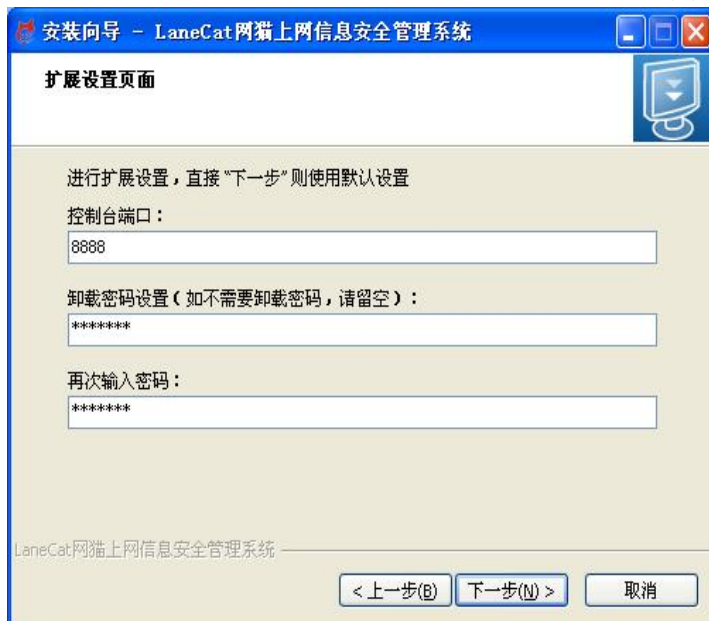 安装向导 - LaneCat网猫上网信息安全管理系统
扩展设置页面
进行扩展设置，直接“下一步”则使用默认设置
控制台端口：
8888
卸载密码设置（如不需要卸载密码，请留空）：
*******
再次输入密码：
*******
LaneCat网猫上网信息安全管理系统
< 上一步(B) 下一步(N) > 取消